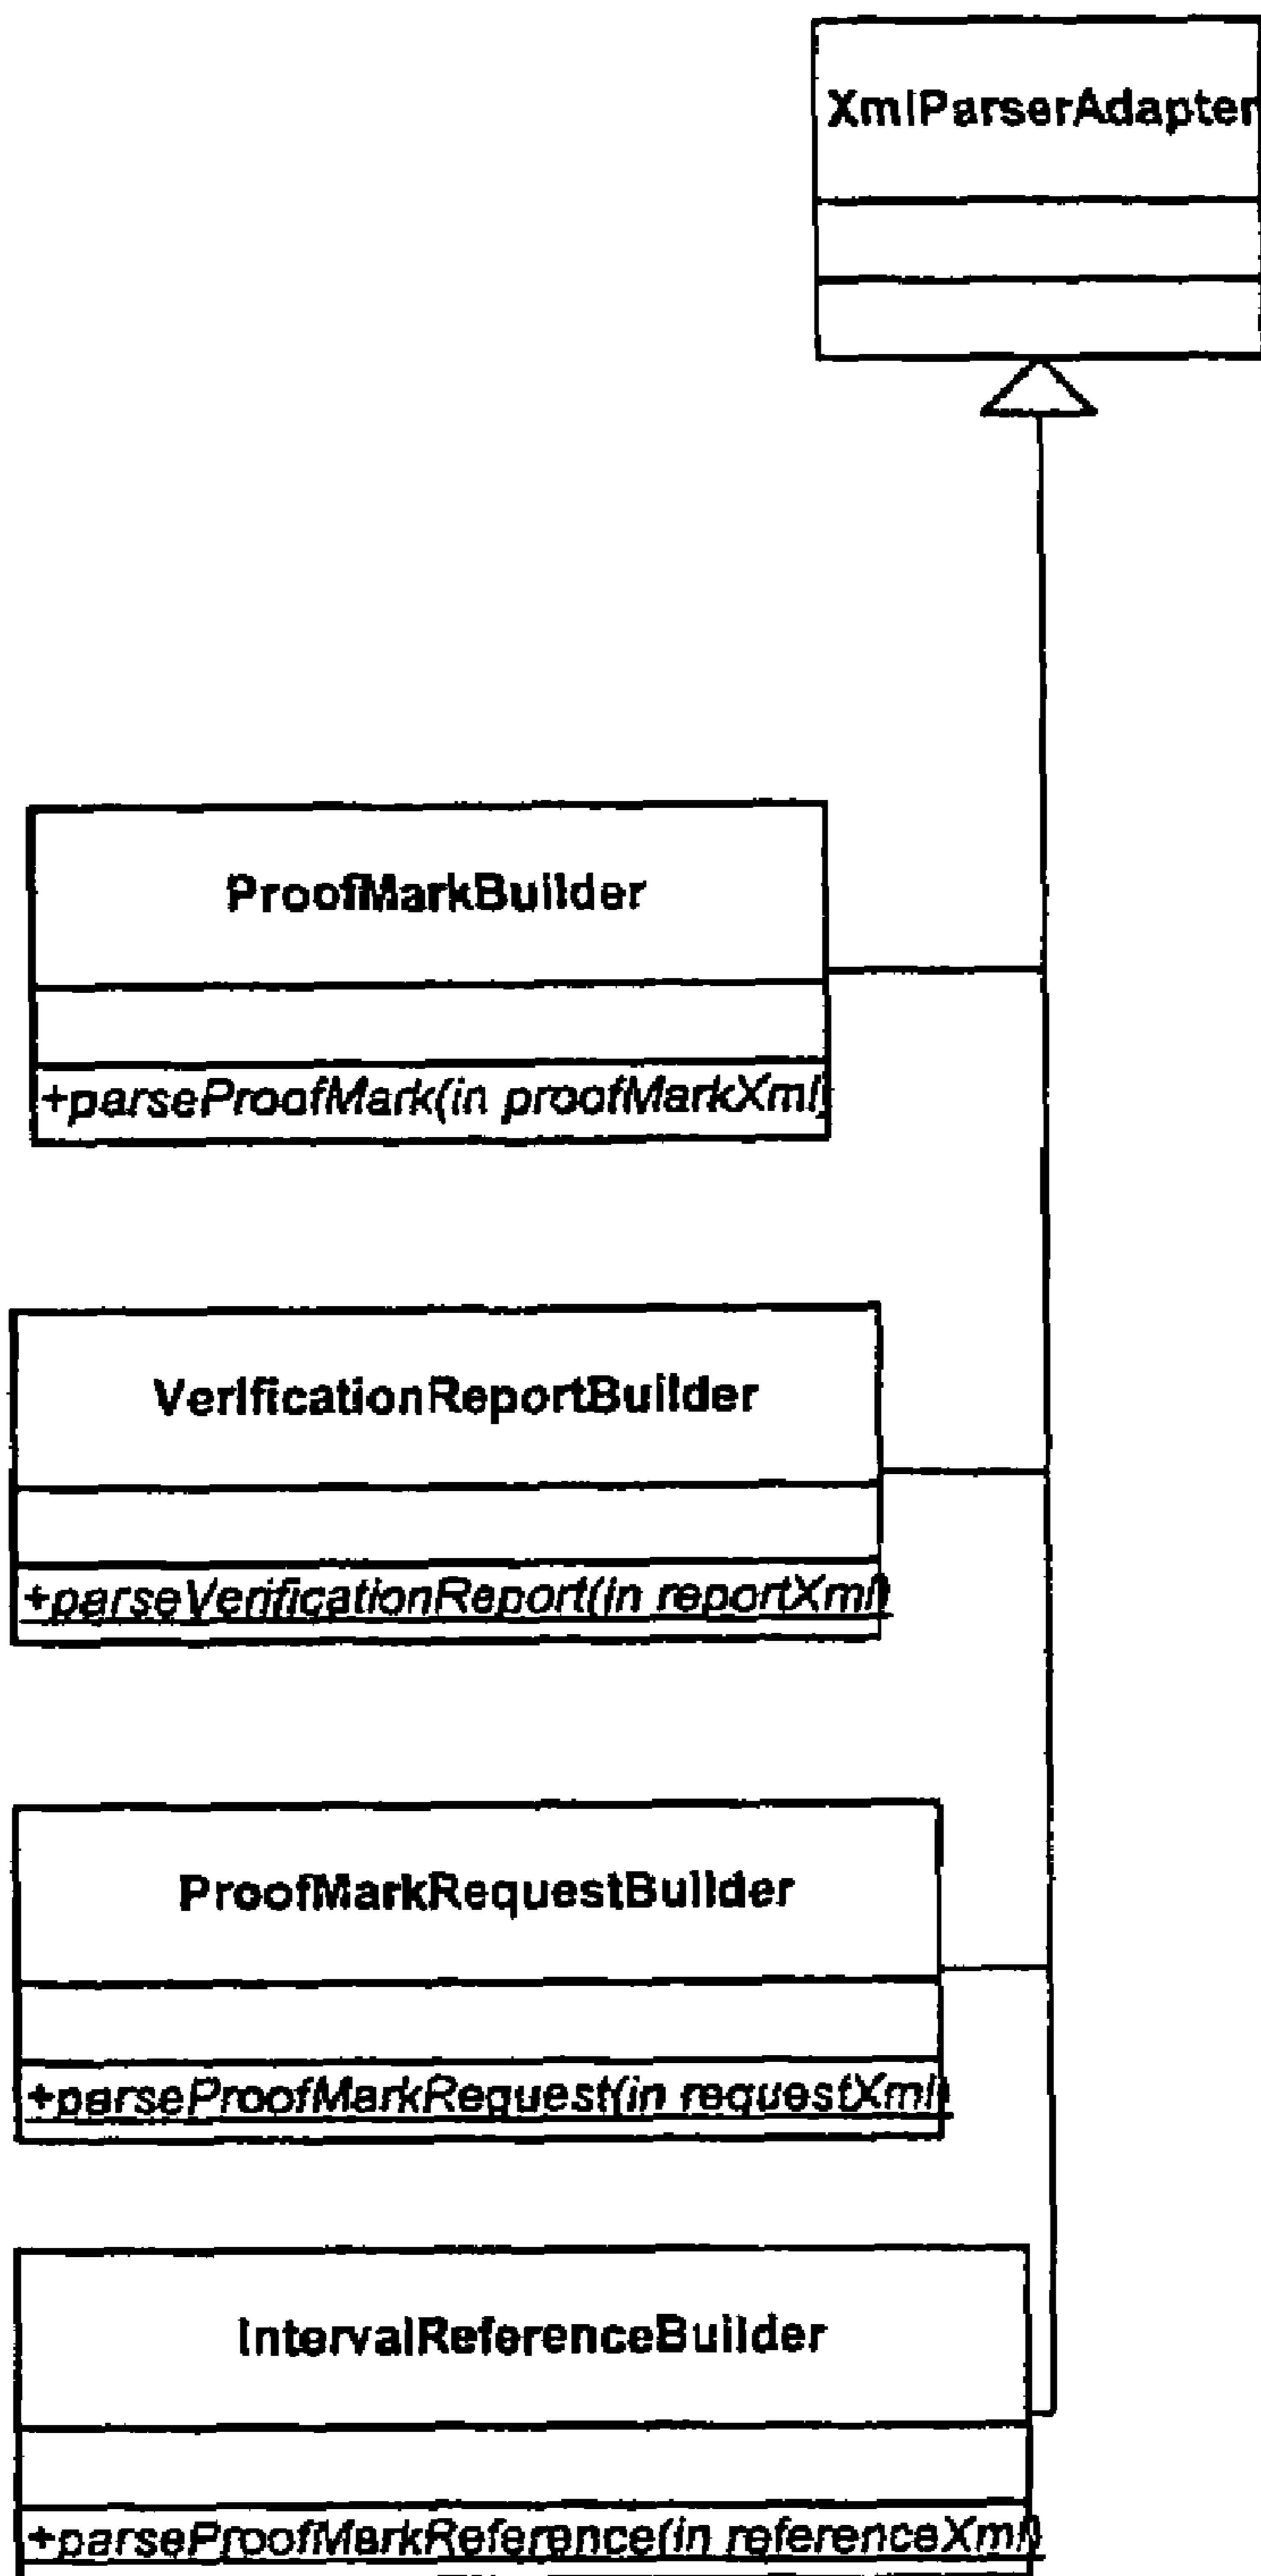 XmlParserAdapter
ProofMarkBuilder
+parseProofMark(in proofMarkXml)
VerificationReportBuilder
+parseVerificationReport(in reportXml)
ProofMarkRequestBuilder
+parseProofMarkRequest(in requestXml)
IntervalReferenceBuilder
+parseProofMarkReference(in referenceXml)